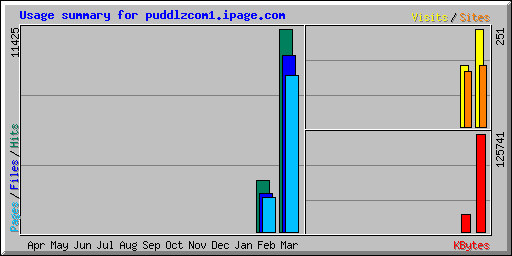 Usage summary for puddlzcom1.ipage.com
Visits/Sites
11425
251
125741
Pages/Files/Hits
Apr May Jun Jul Aug Sep Oct Nov Dec Jan Feb Mar
KBytes